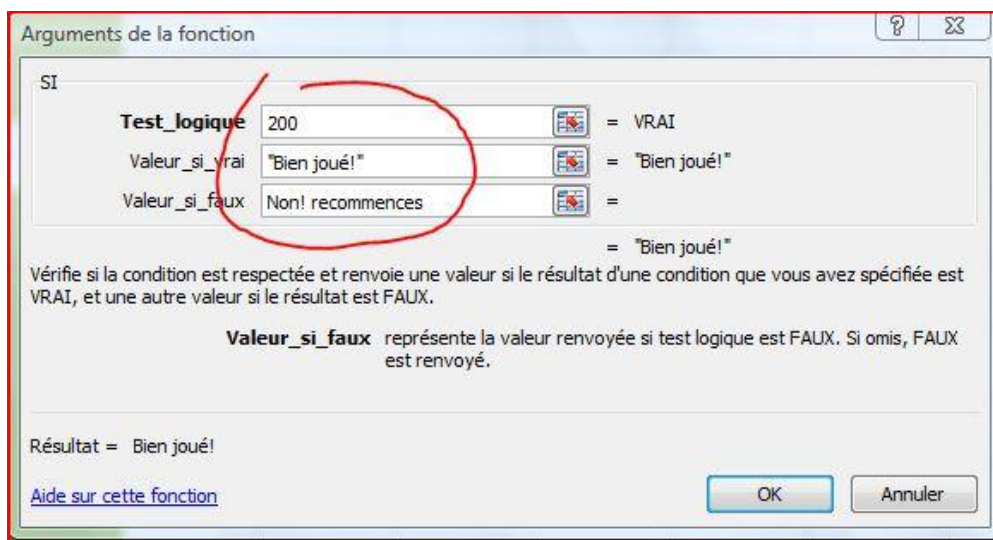 Arguments de la fonction
SI
Test_logique 200 = VRAI
Valeur_si_vrai "Bien joué!" = "Bien joué!"
Valeur_si_faux Non! recommences =
= "Bien joué!"
Vérifie si la condition est respectée et renvoie une valeur si le résultat d'une condition que vous avez spécifiée est
VRAI, et une autre valeur si le résultat est FAUX.
Valeur_si_faux représente la valeur renvoyée si test logique est FAUX. Si omis, FAUX
est renvoyé.
Résultat = Bien joué!
Aide sur cette fonction
OK Annuler